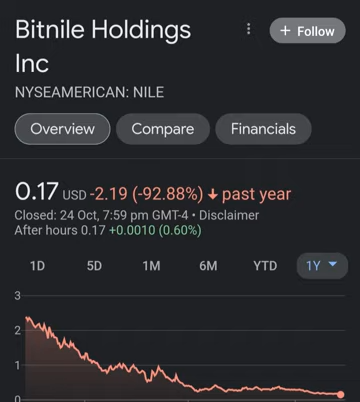 Bitnile Holdings
Inc
+ Follow
NYSEAMERICAN: NILE
Overview
Compare
Financials
0.17 USD -2.19 (-92.88%) ↓ past year
Closed: 24 Oct, 7:59 pm GMT-4 • Disclaimer
After hours 0.17 +0.0010 (0.60%)
1D 5D 1M 6M YTD 1Y
3
2
1
0